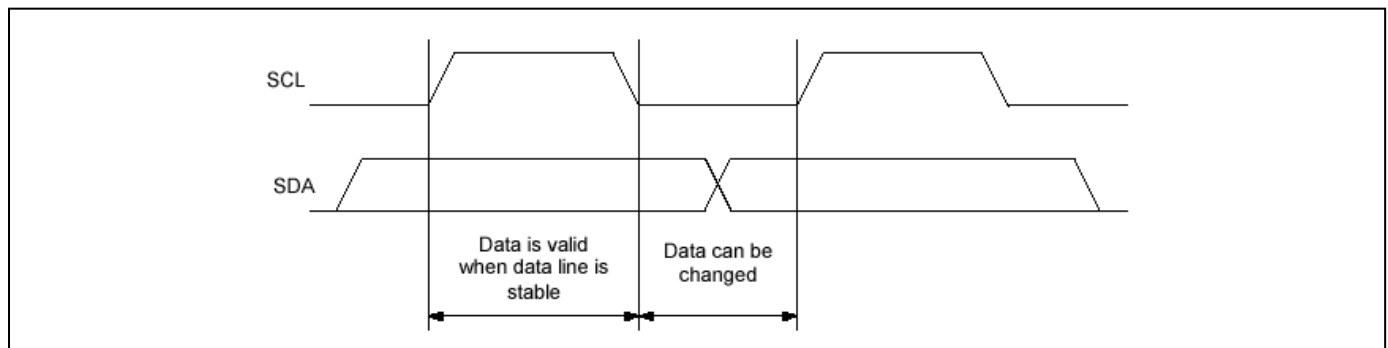 SCL
SDA
Data is valid
when data line is
stable
Data can be
changed